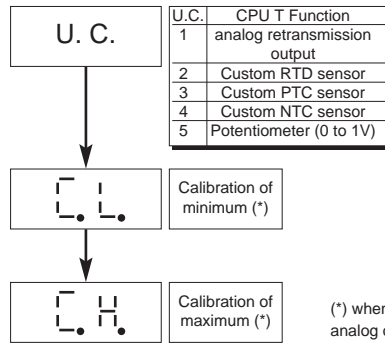 U. C.
U.C. CPU T Function
1 analog retransmission
output
2 Custom RTD sensor
3 Custom PTC sensor
4 Custom NTC sensor
5 Potentiometer (0 to 1V)
C. L.
Calibration of
minimum (*)
C. H.
Calibration of
maximum (*)
(*) wher
analog